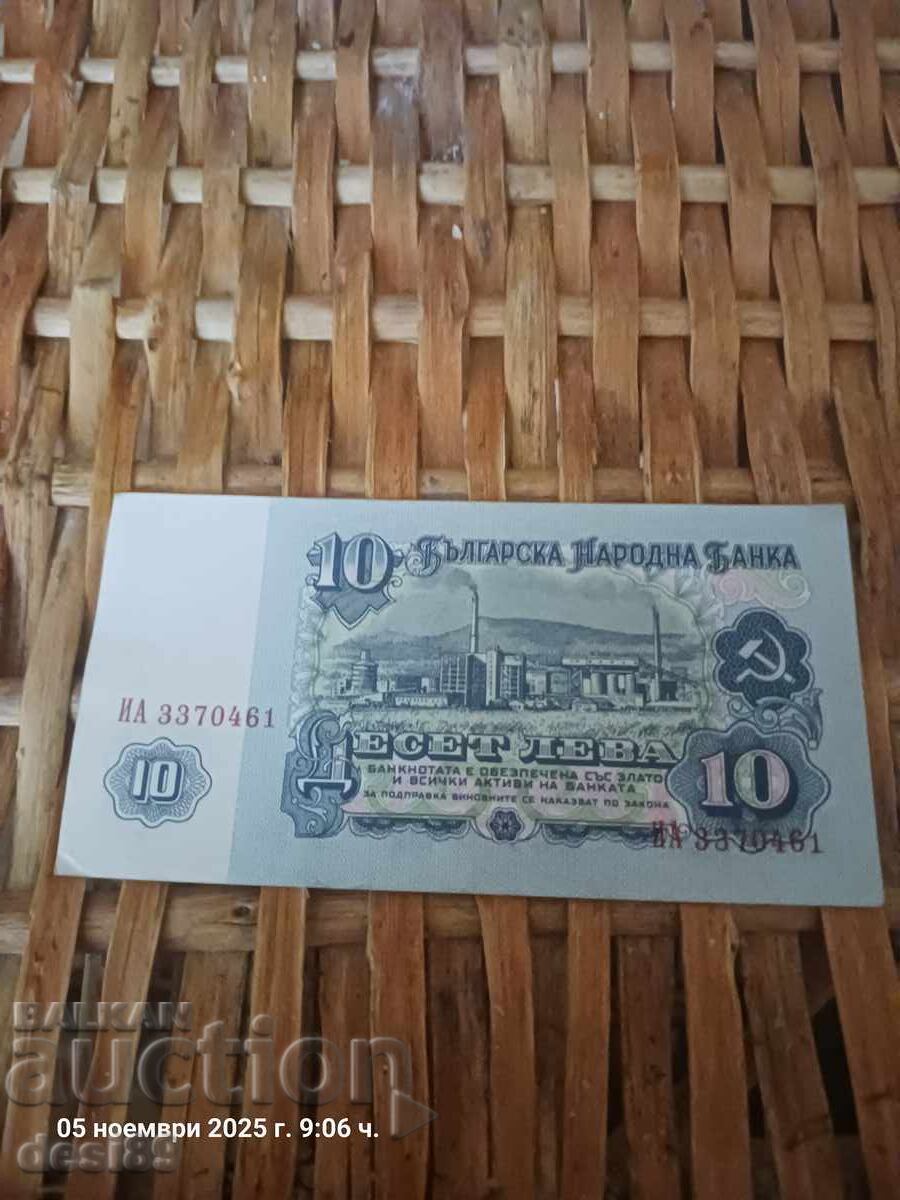 10 БЪЛГАРСКА НАРОДНА БАНКА
ИА 3370461
10
ДЕСЕТ ЛЕВА
БАНКНОТАТА Е ОБЕЗПЕЧЕНА СЪС ЗЛАТО
И ВСИЧКИ АКТИВИ НА БАНКАТА
ЗА ПОДПРАВКА ВИНОВНИТЕ СЕ НАКАЗВАТ ПО ЗАКОНА
10
ИА 3370461
BALKAN
auction
05 ноември 2025 г. 9:06 ч.
desi89